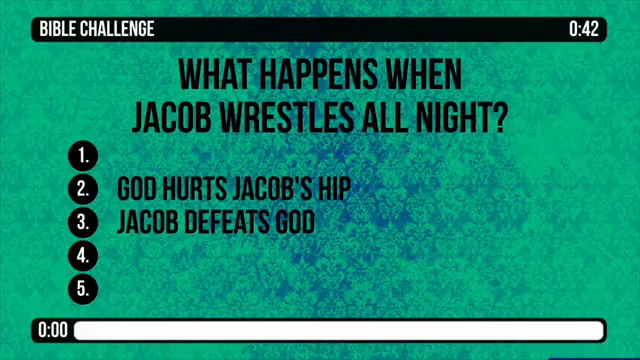 BIBLE CHALLENGE 0:42
WHAT HAPPENS WHEN
JACOB WRESTLES ALL NIGHT?
1.
2. GOD HURTS JACOB'S HIP
3. JACOB DEFEATS GOD
4.
5.
0:00